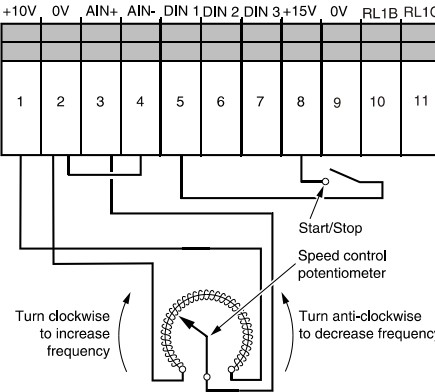 +10V 0V AIN+ AIN- DIN 1 DIN 2 DIN 3 +15V 0V RL1B RL1C
1 2 3 4 5 6 7 8 9 10 11
Start/Stop
Speed control
potentiometer
Turn clockwise
to increase
frequency
Turn anti-clockwise
to decrease frequency